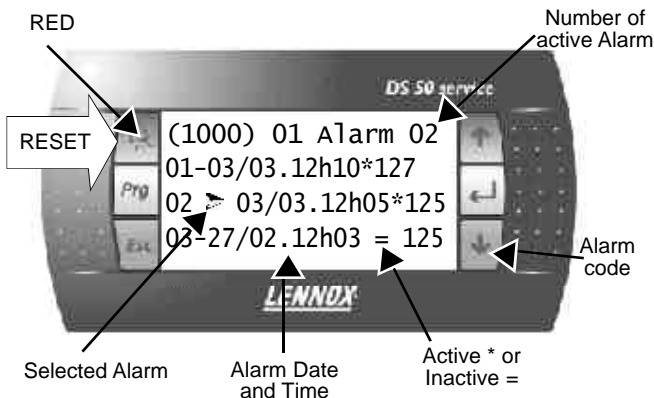 RED
Number of
active Alarm
DS 50 service
RESET
(1000) 01 Alarm 02
01-03/03.12h10*127
Prg
02 ➤ 03/03.12h05*125
Esc
03-27/02.12h03 = 125
Alarm
code
LENNOX
Selected Alarm
Alarm Date
and Time
Active * or
Inactive =